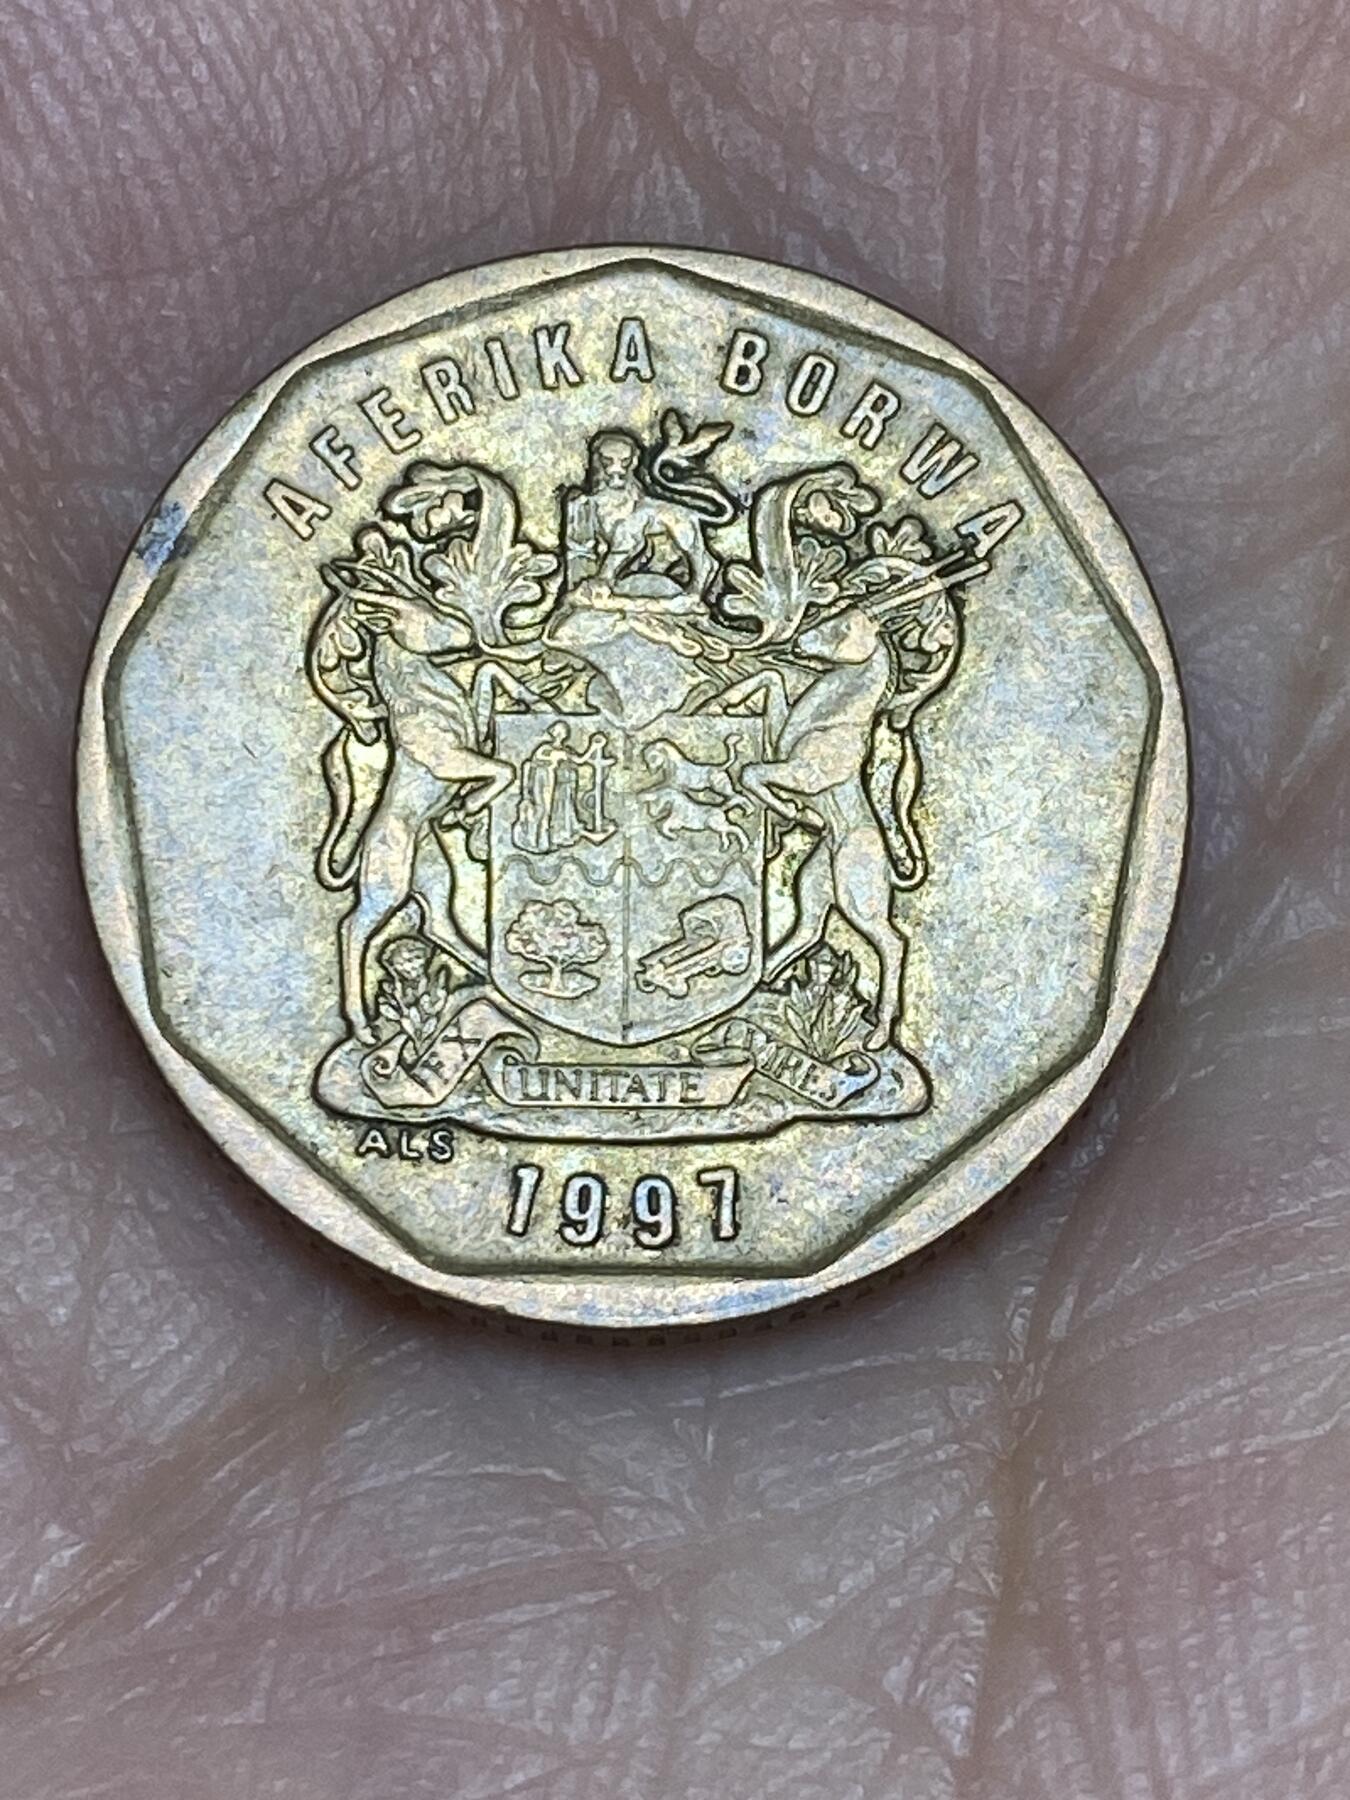 AFERIKA BORWA
EX UNITATE VIRES
ALS
1997